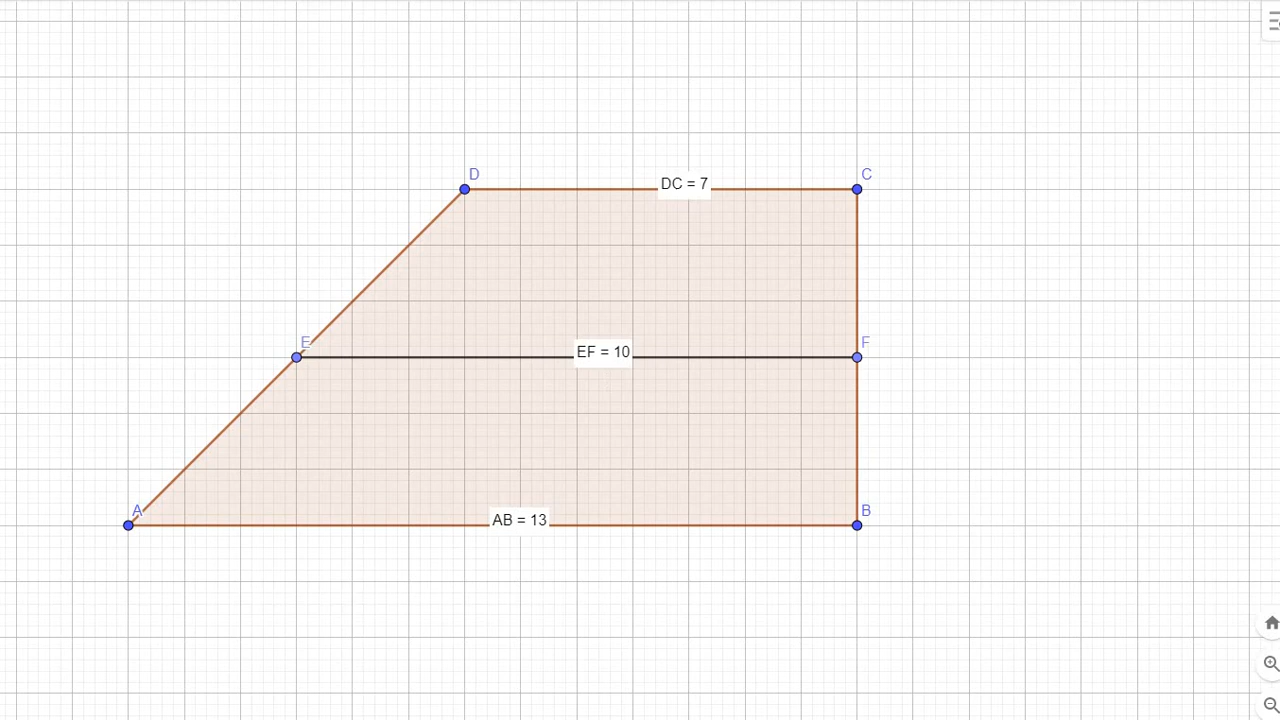 D
DC = 7
C
E
EF = 10
F
A
AB = 13
B